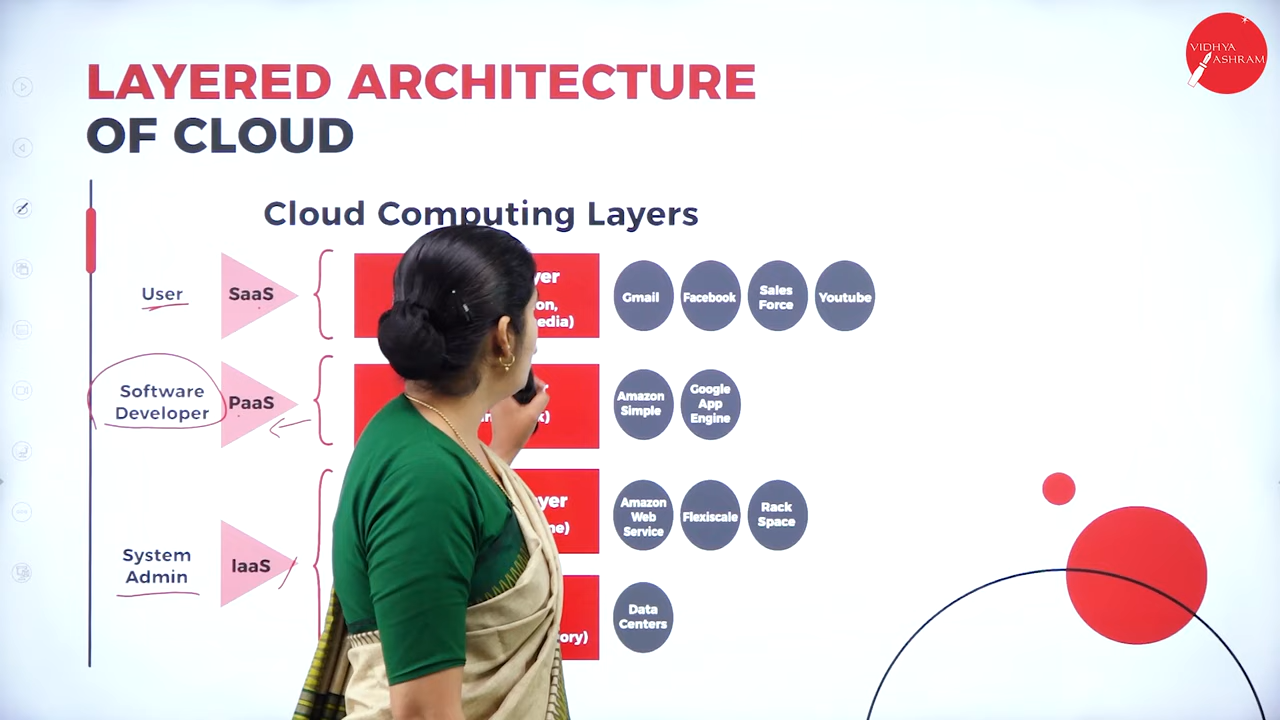 VIDHYA
ASHRAM
LAYERED ARCHITECTURE
OF CLOUD
Cloud Computing Layers
User
SaaS
Gmail
Facebook
Sales
Force
Youtube
Software
Developer
PaaS
Amazon
Simple
Google
App
Engine
Amazon
Web
Service
Flexiscale
Rack
Space
System
Admin
IaaS
Data
Centers